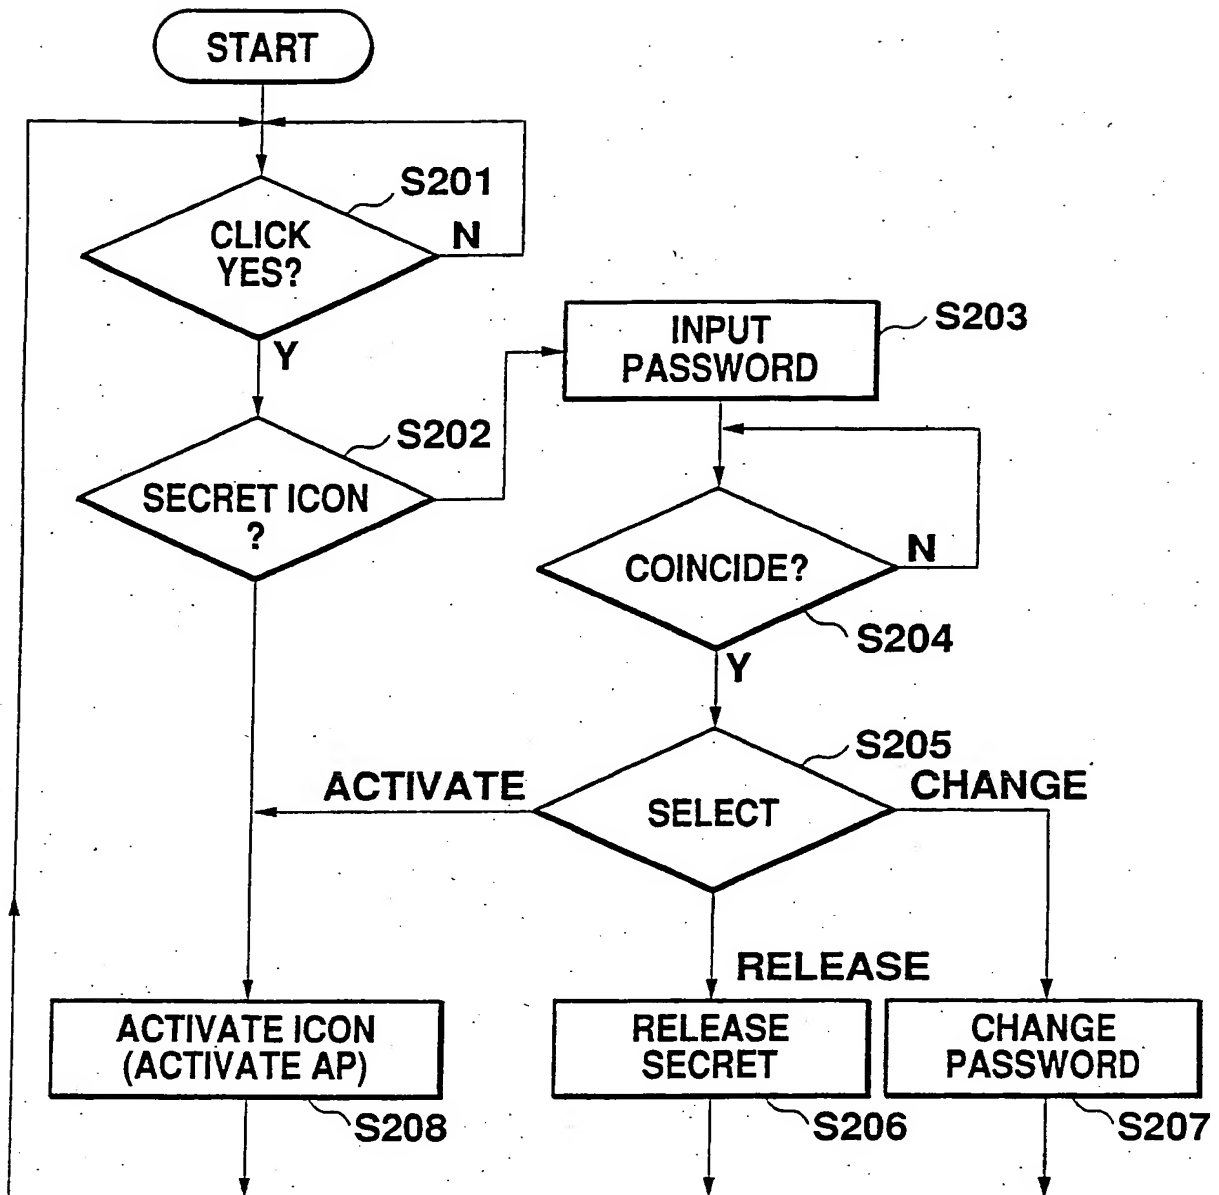 START
S201
CLICK
YES?
N
Y
S202
SECRET ICON
?
INPUT
PASSWORD
S203
COINCIDE?
N
S204
Y
S205
SELECT
ACTIVATE
CHANGE
RELEASE
ACTIVATE ICON
(ACTIVATE AP)
S208
RELEASE
SECRET
S206
CHANGE
PASSWORD
S207